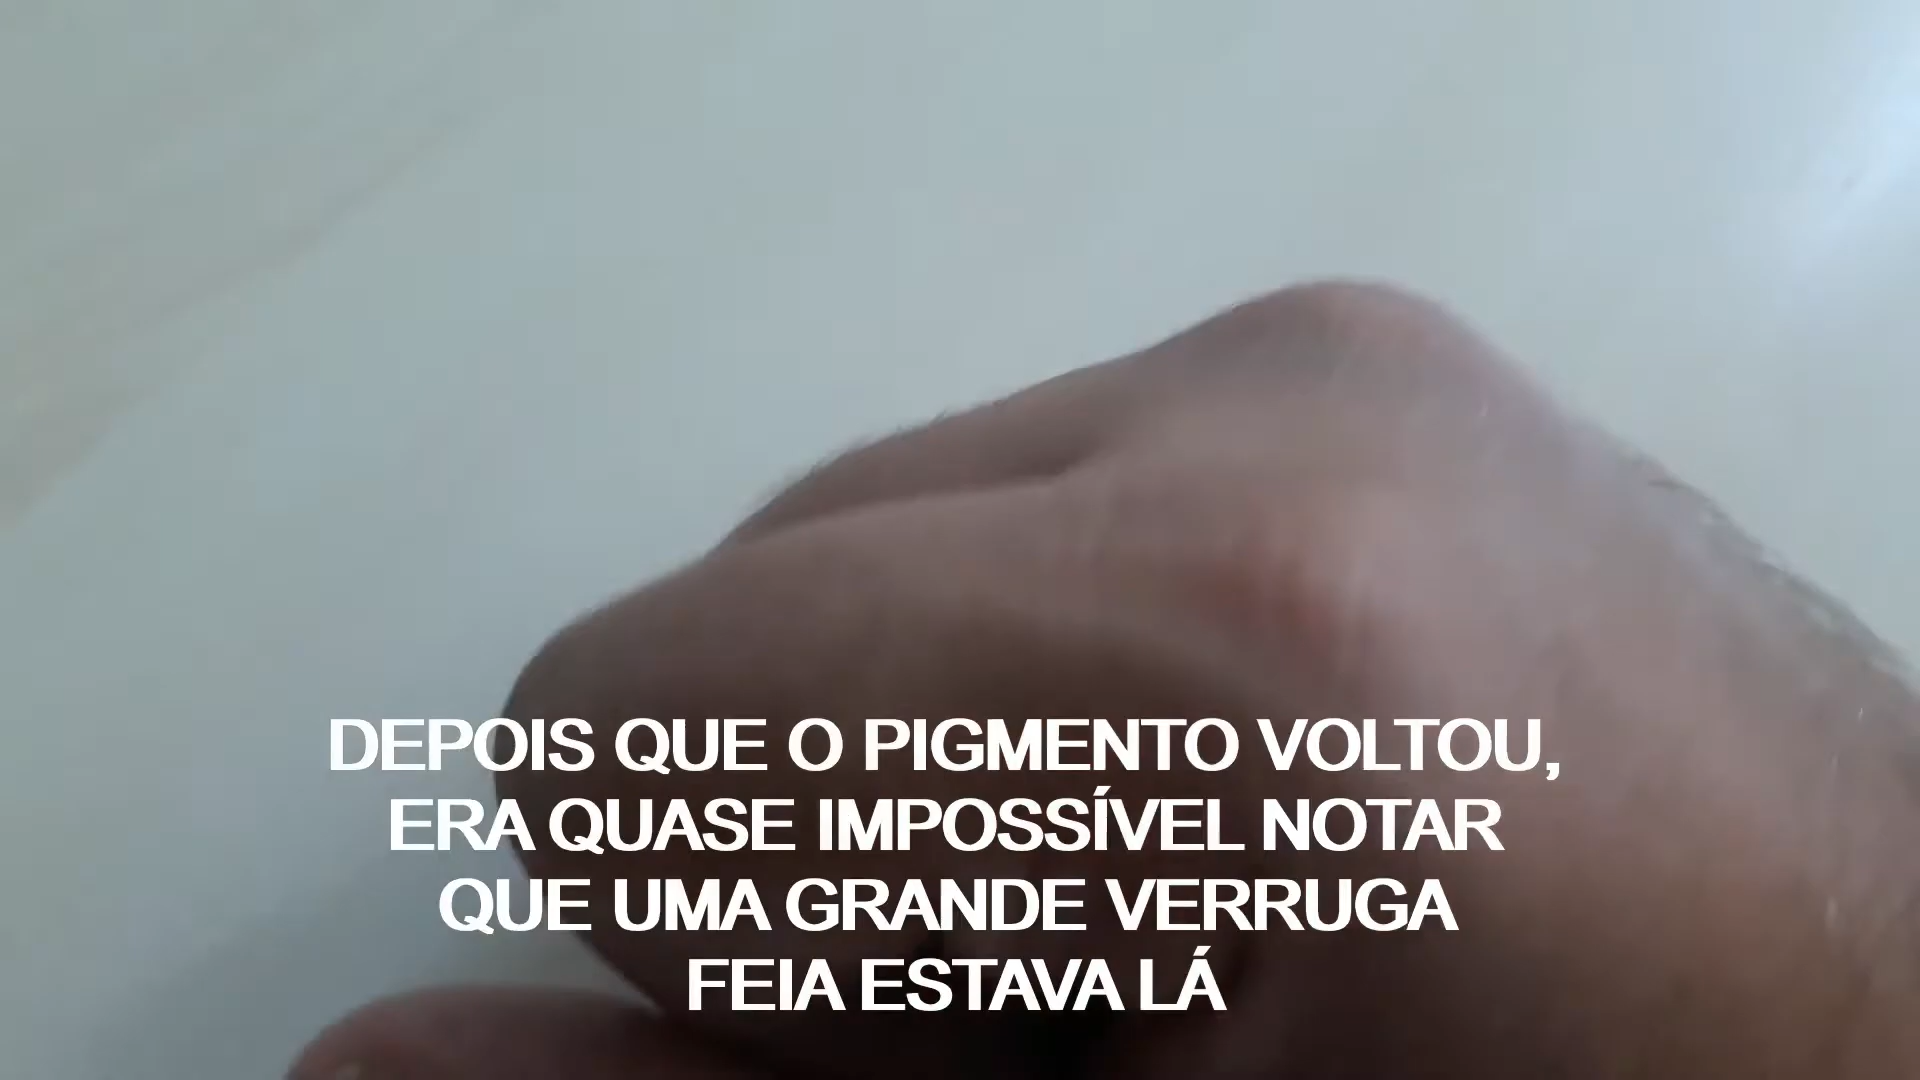 DEPOIS QUE O PIGMENTO VOLTOU,
ERA QUASE IMPOSSÍVEL NOTAR
QUE UMA GRANDE VERRUGA
FEIA ESTAVA LÁ